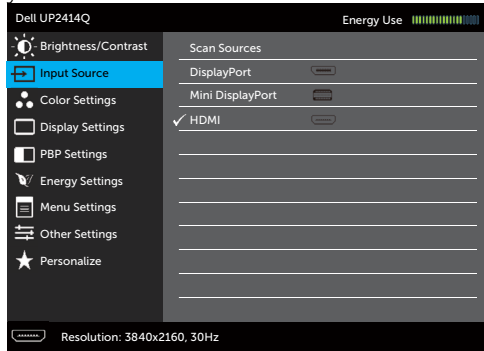 Dell UP2414Q
Energy Use
Brightness/Contrast
Scan Sources
Input Source
DisplayPort
Color Settings
Mini DisplayPort
Display Settings
HDMI
PBP Settings
Energy Settings
Menu Settings
Other Settings
Personalize
Resolution: 3840x2160, 30Hz